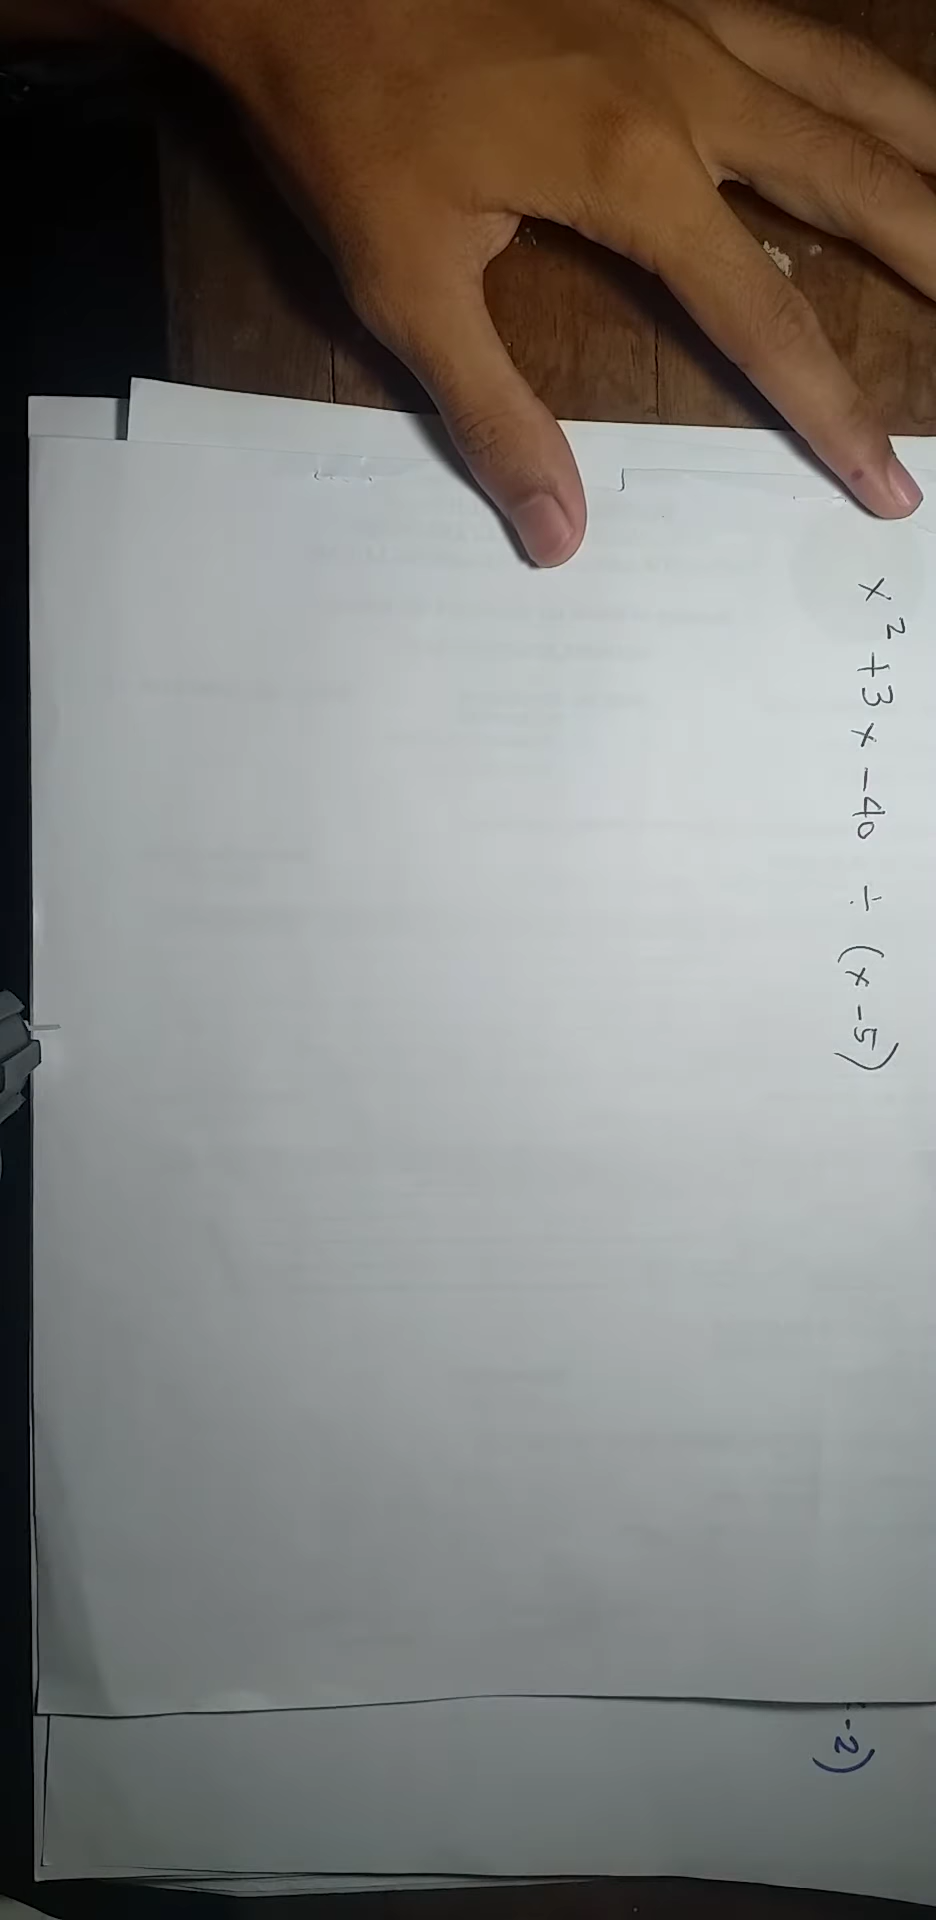 x² + 3x - 40 ÷ (x - 5)
-2)